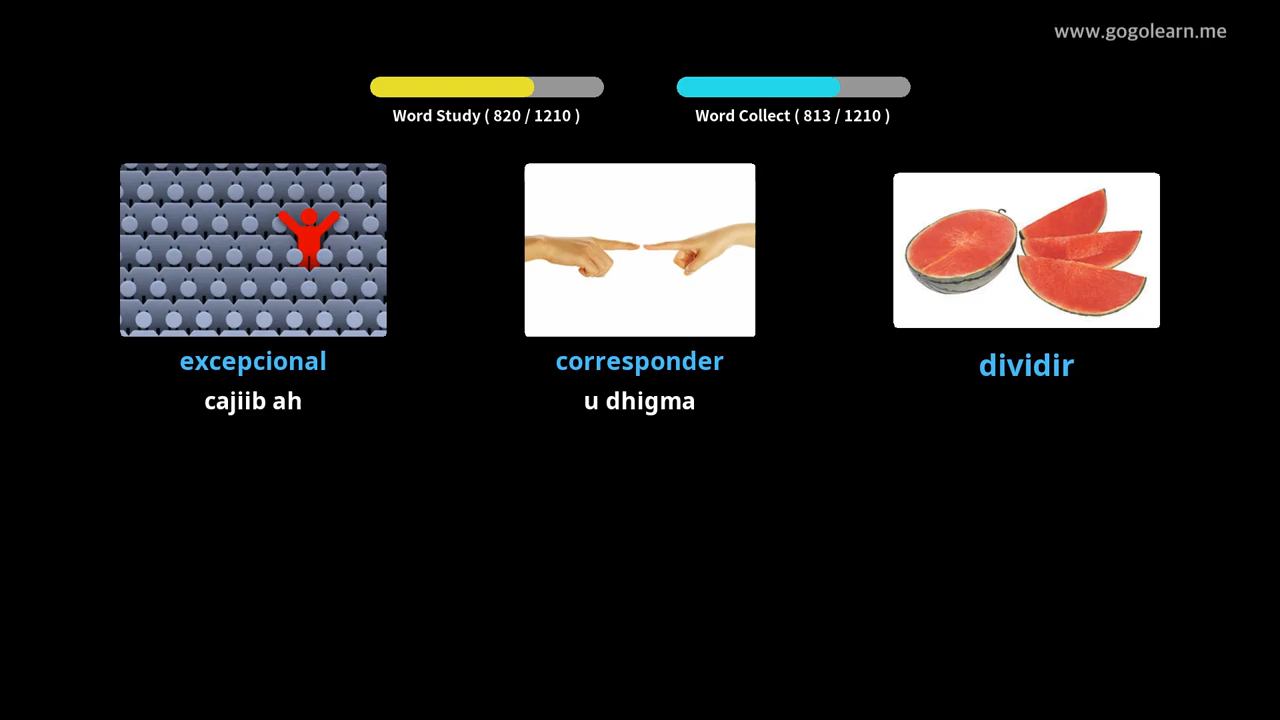 www.gogolearn.me
Word Study ( 820 / 1210 )
Word Collect ( 813 / 1210 )
excepcional
cajiib ah
corresponder
u dhigma
dividir